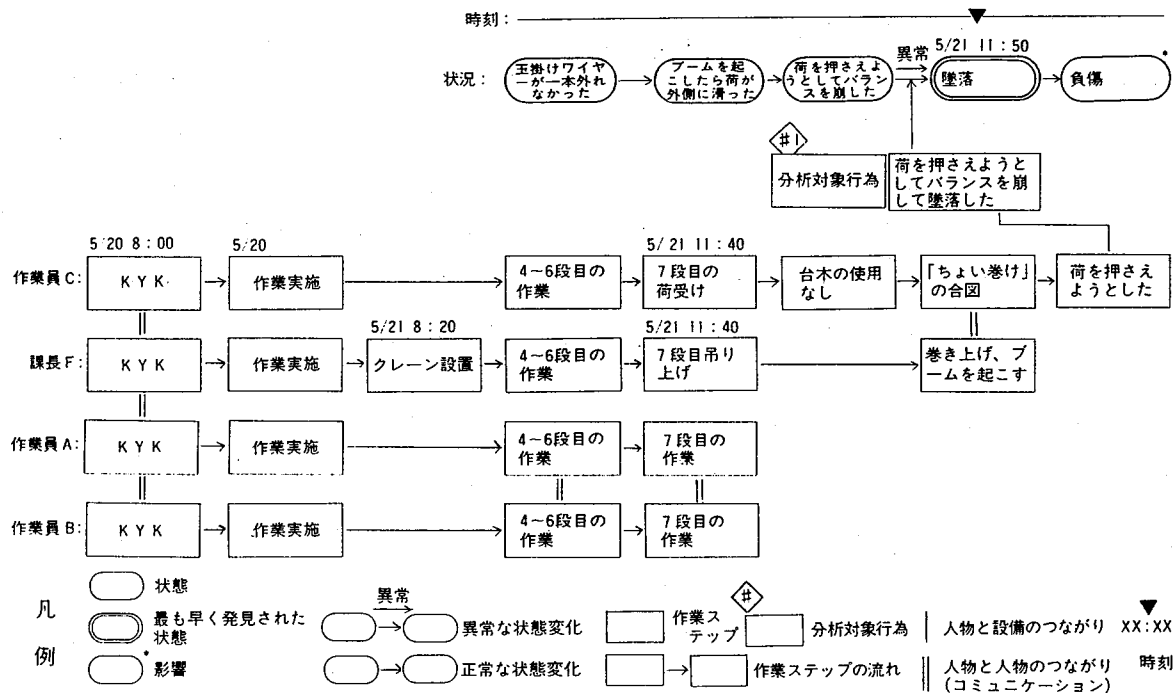 時刻：
▼
状況：
玉掛けワイヤ
ーが一本外れ
なかった
ブームを起
こしたら荷が
外側に滑った
荷を押さえよ
うとしてバラン
スを崩した
異常
5/21 11：50
墜落
負傷
#1
分析対象行為
荷を押さえようと
してバランスを崩
して墜落した
5/20 8：00
5/20
5/21 11：40
作業員C：
KYK
作業実施
4～6段目の
作業
7段目の
荷受け
台木の使用
なし
「ちょい巻け」
の合図
荷を押さえ
ようとした
5/21 8：20
5/21 11：40
課長F：
KYK
作業実施
クレーン設置
4～6段目の
作業
7段目吊り
上げ
巻き上げ、ブ
ームを起こす
作業員A：
KYK
作業実施
4～6段目の
作業
7段目の
作業
作業員B：
KYK
作業実施
4～6段目の
作業
7段目の
作業
凡
例
状態
最も早く発見された
状態
影響
異常
異常な状態変化
正常な状態変化
作業ス
テップ
#
分析対象行為
作業ステップの流れ
人物と設備のつながり
人物と人物のつながり
(コミュニケーション)
▼
XX:XX
時刻